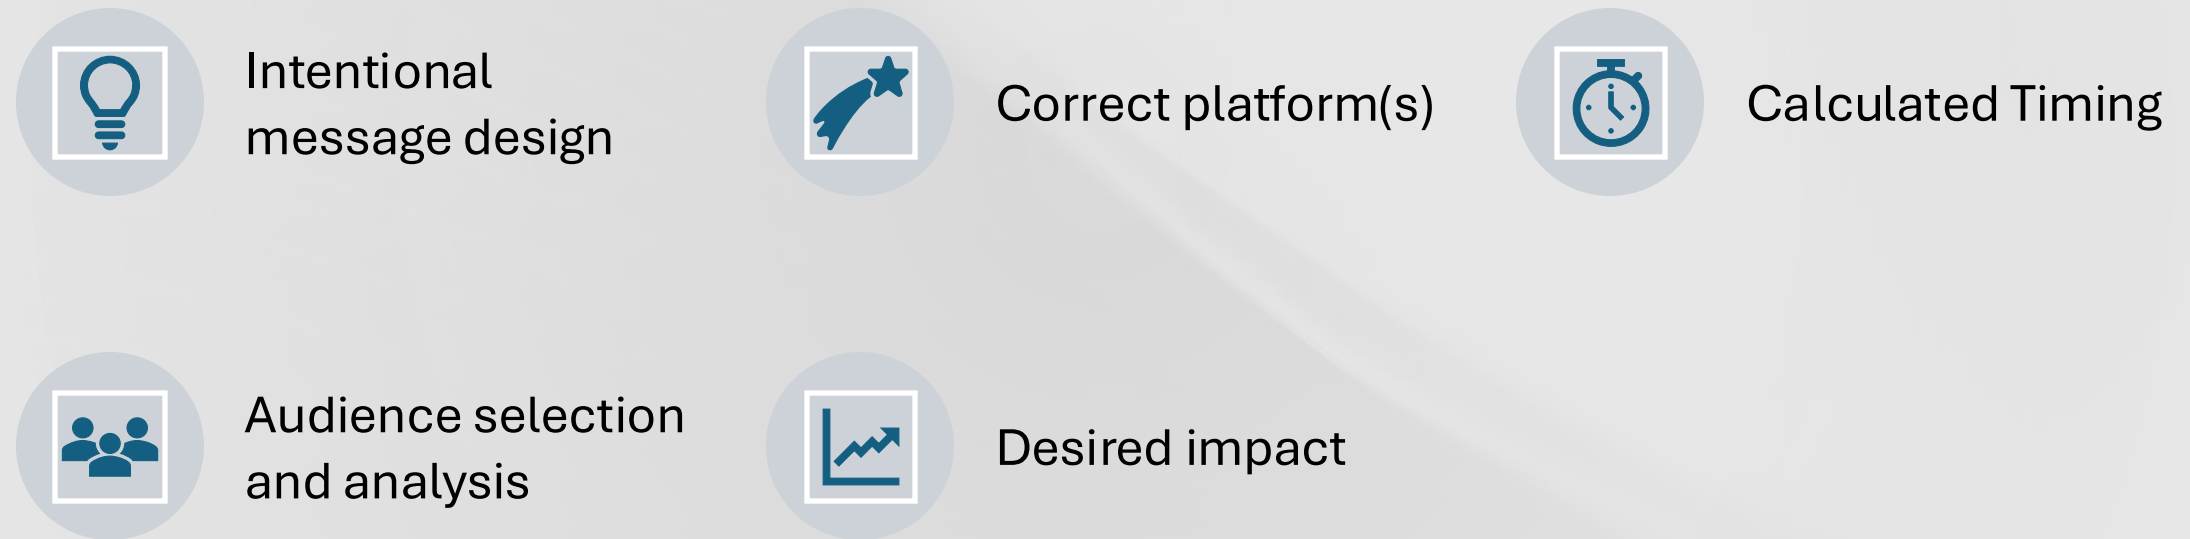 Intentional
message design
Correct platform(s)
Calculated Timing
Audience selection
and analysis
Desired impact